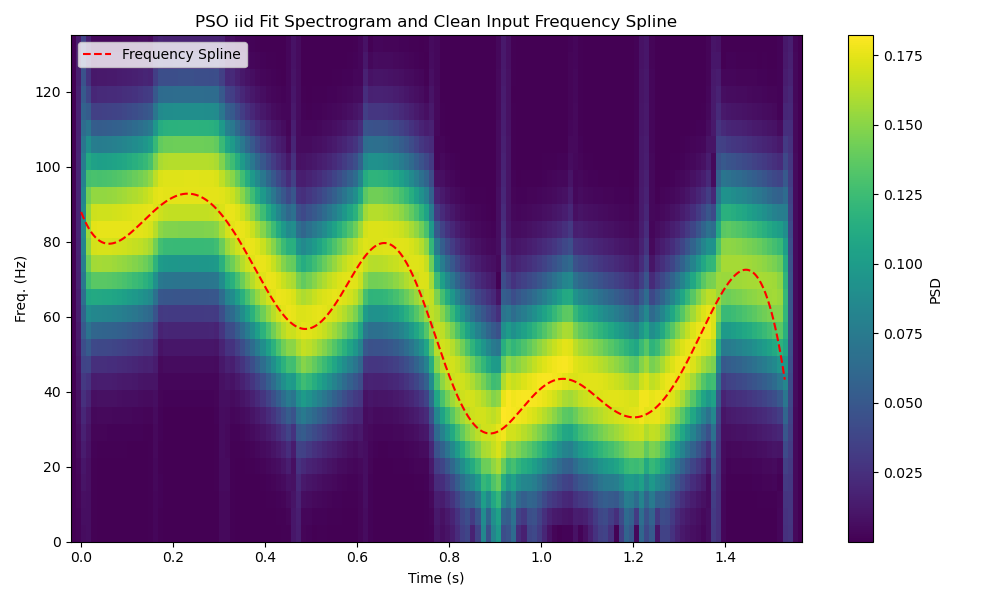 PSO iid Fit Spectrogram and Clean Input Frequency Spline
Frequency Spline
Freq. (Hz)
120
100
80
60
40
20
0
0.0 0.2 0.4 0.6 0.8 1.0 1.2 1.4
Time (s)
0.175
0.150
0.125
0.100
0.075
0.050
0.025
PSD